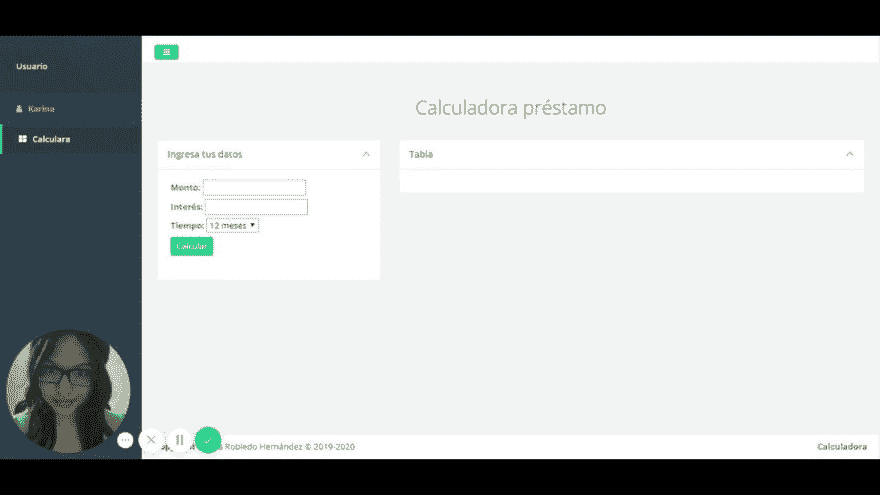 Usuario
Karina
Calculara
Calculadora préstamo
Ingresa tus datos
Monto:
Interés:
Tiempo: 12 meses
Calcular
Tabla
Robledo Hernández © 2019-2020
Calculadora